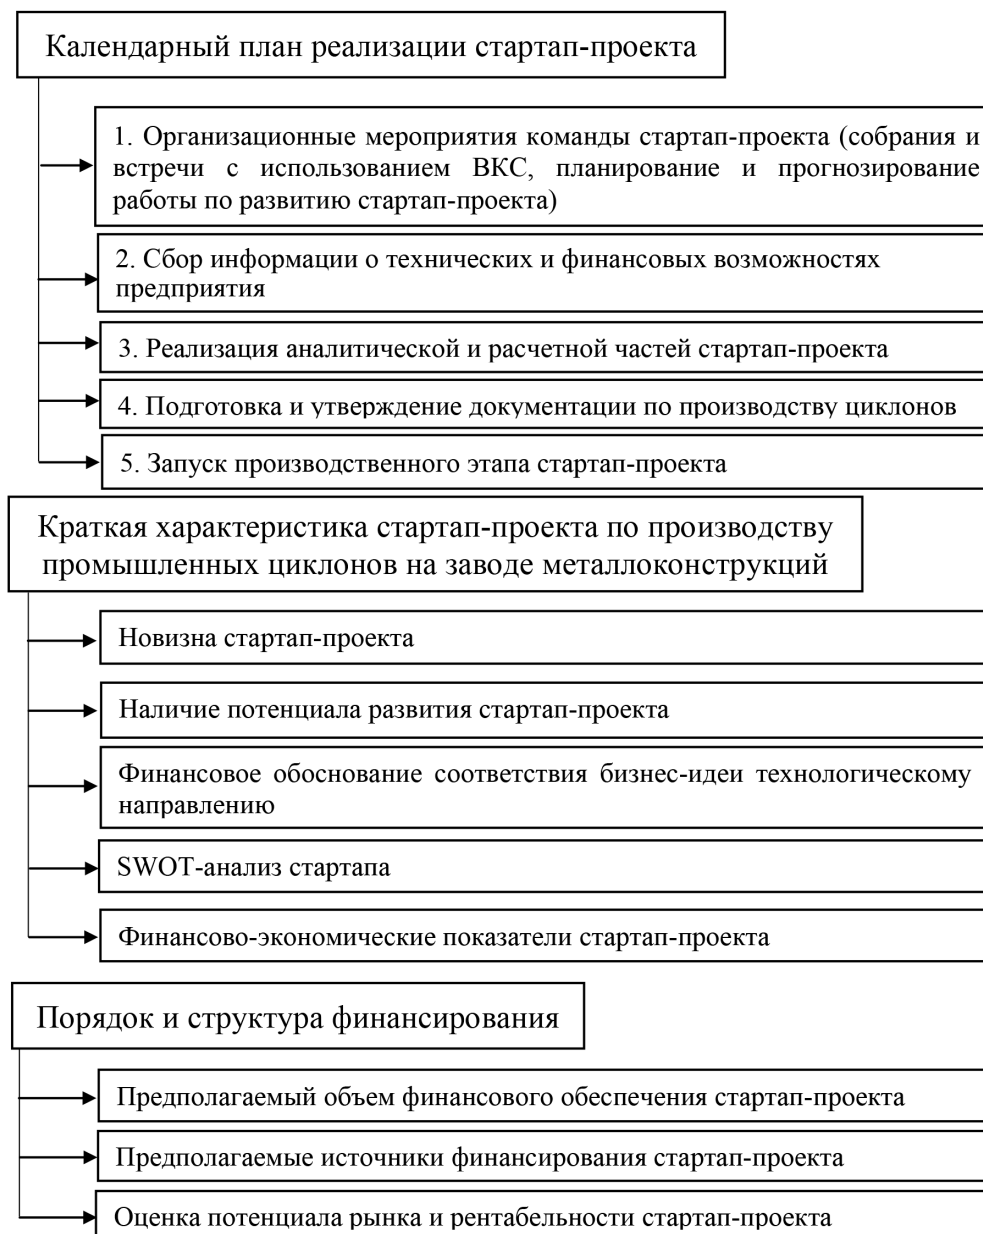 Календарный план реализации стартап-проекта
1. Организационные мероприятия команды стартап-проекта (собрания и
встречи с использованием ВКС, планирование и прогнозирование
работы по развитию стартап-проекта)
2. Сбор информации о технических и финансовых возможностях
предприятия
3. Реализация аналитической и расчетной частей стартап-проекта
4. Подготовка и утверждение документации по производству циклонов
5. Запуск производственного этапа стартап-проекта
Краткая характеристика стартап-проекта по производству
промышленных циклонов на заводе металлоконструкций
Новизна стартап-проекта
Наличие потенциала развития стартап-проекта
Финансовое обоснование соответствия бизнес-идеи технологическому
направлению
SWOT-анализ стартапа
Финансово-экономические показатели стартап-проекта
Порядок и структура финансирования
Предполагаемый объем финансового обеспечения стартап-проекта
Предполагаемые источники финансирования стартап-проекта
Оценка потенциала рынка и рентабельности стартап-проекта